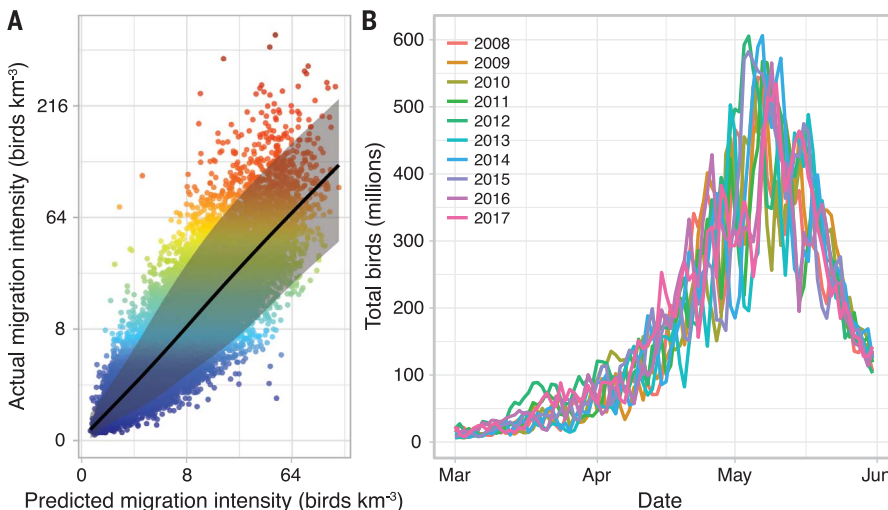 A
Actual migration intensity (birds km⁻³)
216
64
8
0
0 8 64
Predicted migration intensity (birds km⁻³)
B
Total birds (millions)
600
500
400
300
200
100
0
2008
2009
2010
2011
2012
2013
2014
2015
2016
2017
Mar Apr May Jun
Date